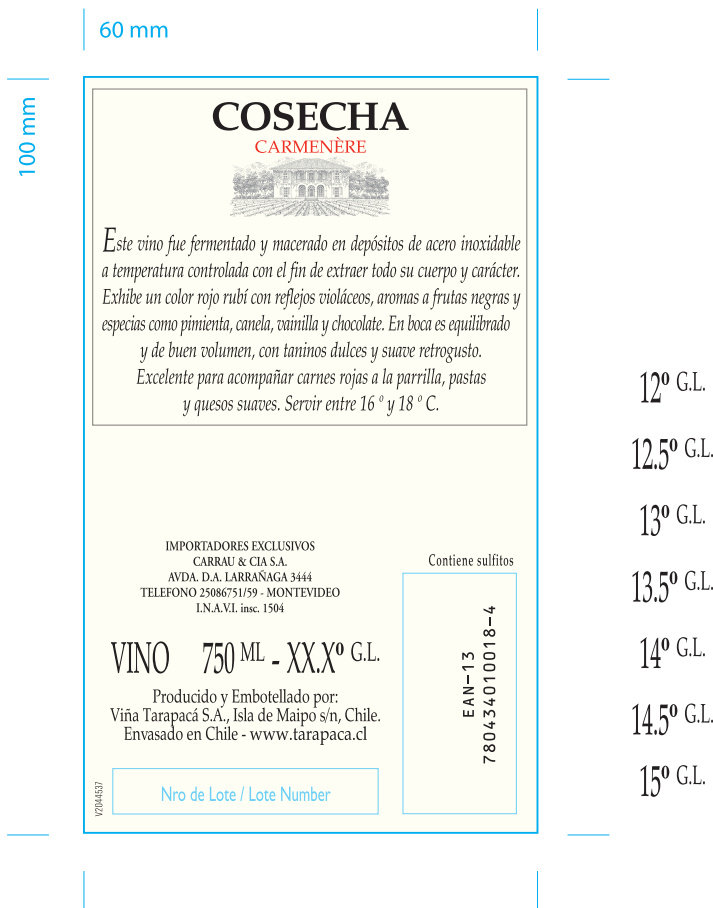 60 mm
100 mm
COSECHA
CARMENÈRE
Este vino fue fermentado y macerado en depósitos de acero inoxidable
a temperatura controlada con el fin de extraer todo su cuerpo y carácter.
Exhibe un color rojo rubí con reflejos violáceos, aromas a frutas negras y
especias como pimienta, canela, vainilla y chocolate. En boca es equilibrado
y de buen volumen, con taninos dulces y suave retrogusto.
Excelente para acompañar carnes rojas a la parrilla, pastas
y quesos suaves. Servir entre 16 º y 18 º C.
IMPORTADORES EXCLUSIVOS
CARRAU & CIA S.A.
AVDA. D.A. LARRAÑAGA 3444
TELEFONO 25086751/59 - MONTEVIDEO
I.N.A.V.I. insc. 1504
VINO 750 ML - XX.Xº G.L.
Producido y Embotellado por:
Viña Tarapacá S.A., Isla de Maipo s/n, Chile.
Envasado en Chile - www.tarapaca.cl
Nro de Lote / Lote Number
V2044537
Contiene sulfitos
EAN-13
780434010018-4
12º G.L.
12.5º G.L.
13º G.L.
13.5º G.L.
14º G.L.
14.5º G.L.
15º G.L.